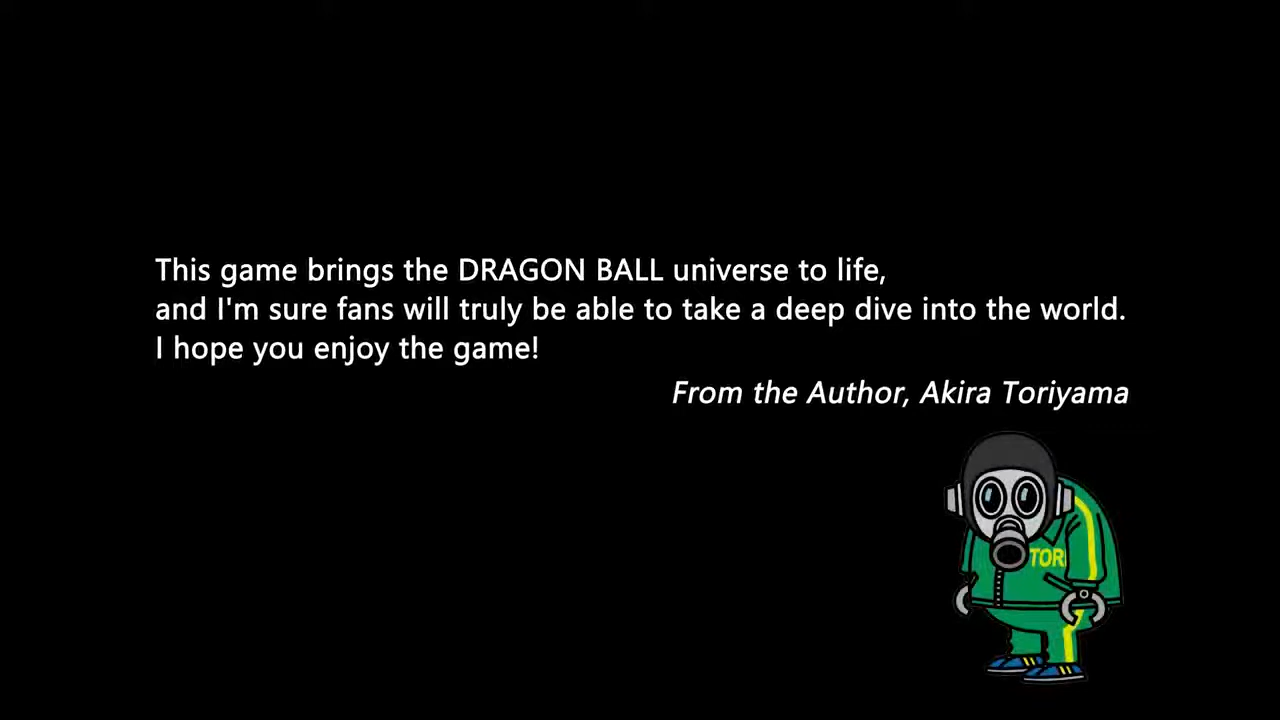 This game brings the DRAGON BALL universe to life,
and I'm sure fans will truly be able to take a deep dive into the world.
I hope you enjoy the game!
From the Author, Akira Toriyama
TORI